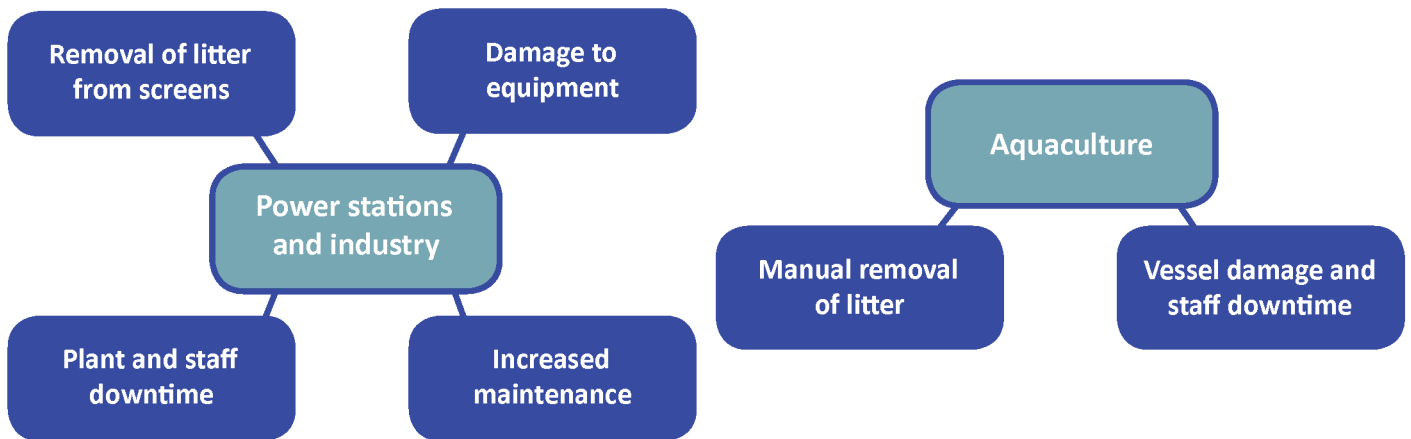 Removal of litter
from screens
Damage to
equipment
Power stations
and industry
Plant and staff
downtime
Increased
maintenance
Aquaculture
Manual removal
of litter
Vessel damage and
staff downtime